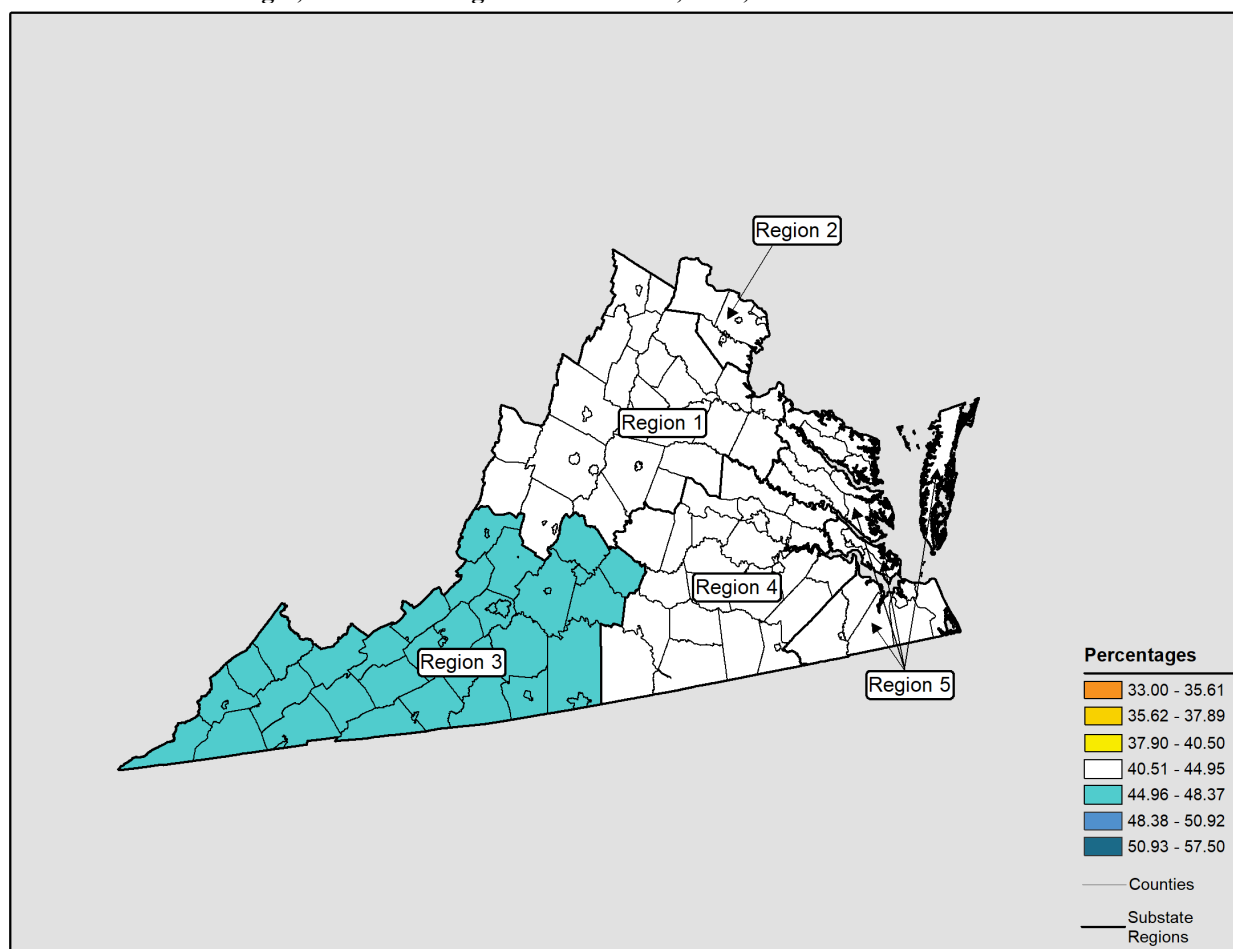 Region 2
Region 1
Region 4
Region 3
Region 5
Percentages
33.00 - 35.61
35.62 - 37.89
37.90 - 40.50
40.51 - 44.95
44.96 - 48.37
48.38 - 50.92
50.93 - 57.50
Counties
Substate
Regions